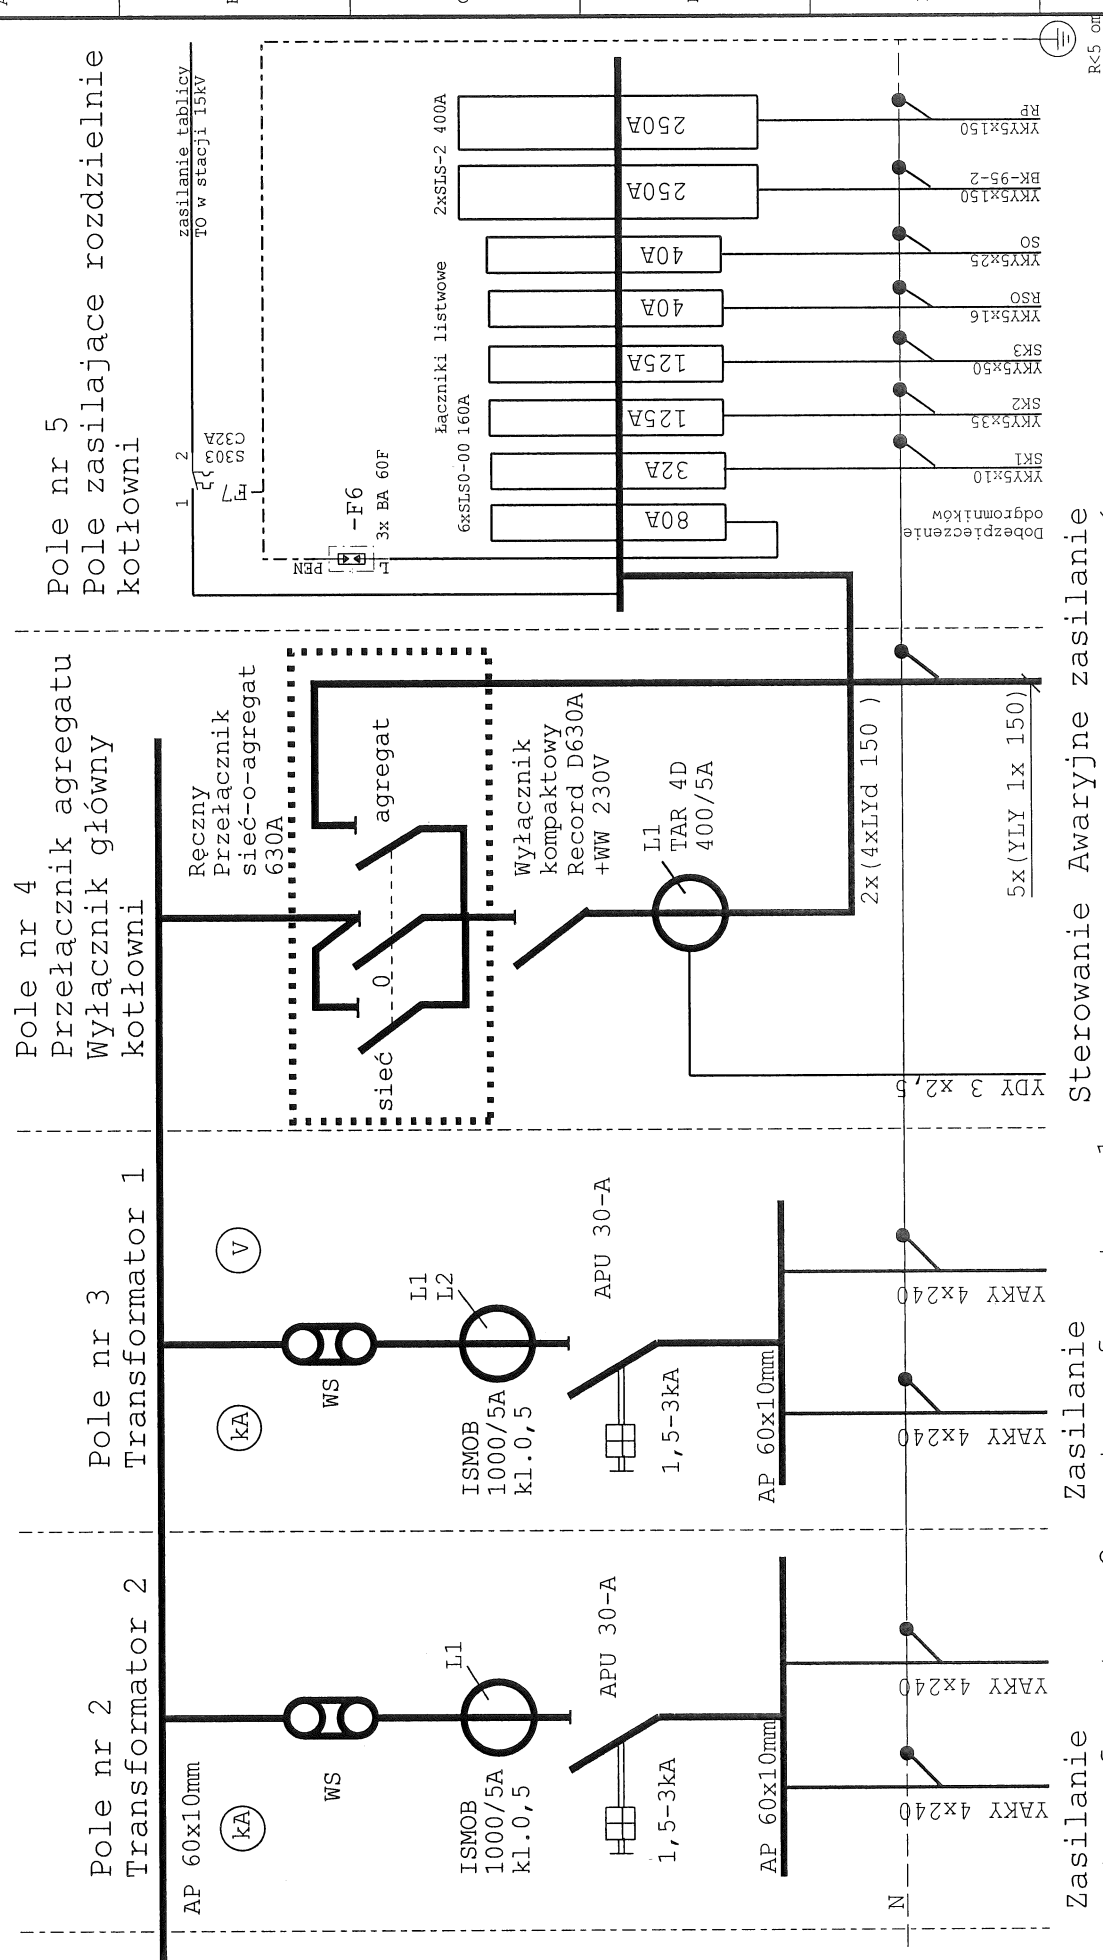 Pole nr 2
Transformator 2
AP 60x10mm
kA
WS
L1
ISMOB
1000/5A
kl.0,5
APU 30-A
1,5-3kA
AP 60x10mm
N
YAKY 4x240
YAKY 4x240
Zasilanie
Pole nr 3
Transformator 1
kA
V
WS
L1
L2
ISMOB
1000/5A
kl.0,5
APU 30-A
1,5-3kA
AP 60x10mm
YAKY 4x240
YAKY 4x240
Zasilanie
Pole nr 4
Przełacznik agregatu
Wyłącznik główny
kotłowni
Ręczny
Przełącznik
sieć-o-agregat
630A
sieć
0
agregat
Wyłącznik
kompaktowy
Record D630A
+WW 230V
L1
TAR 4D
400/5A
2x(4xLYd 150 )
5x(YLY 1x 150)
YDY 3 x2,5
Sterowanie Awaryjne zasilanie
Pole nr 5
Pole zasilające rozdzielnie
kotłowni
zasilanie tablicy
TO w stacji 15kV
1 2
F7
S303
C32A
PEN
L
-F6
3x BA 60F
Łaczniki listwowe
6xSLS0-00 160A
2xSLS-2 400A
80A
32A
125A
125A
40A
40A
250A
250A
Dobezpieczenie
odgromników
YKY5x10
SK1
YKY5x35
SK2
YKY5x50
SK3
YKY5x16
RSO
YKY5x25
SO
YKY5x150
BK-95-2
YKY5x150
RP
R<5 om